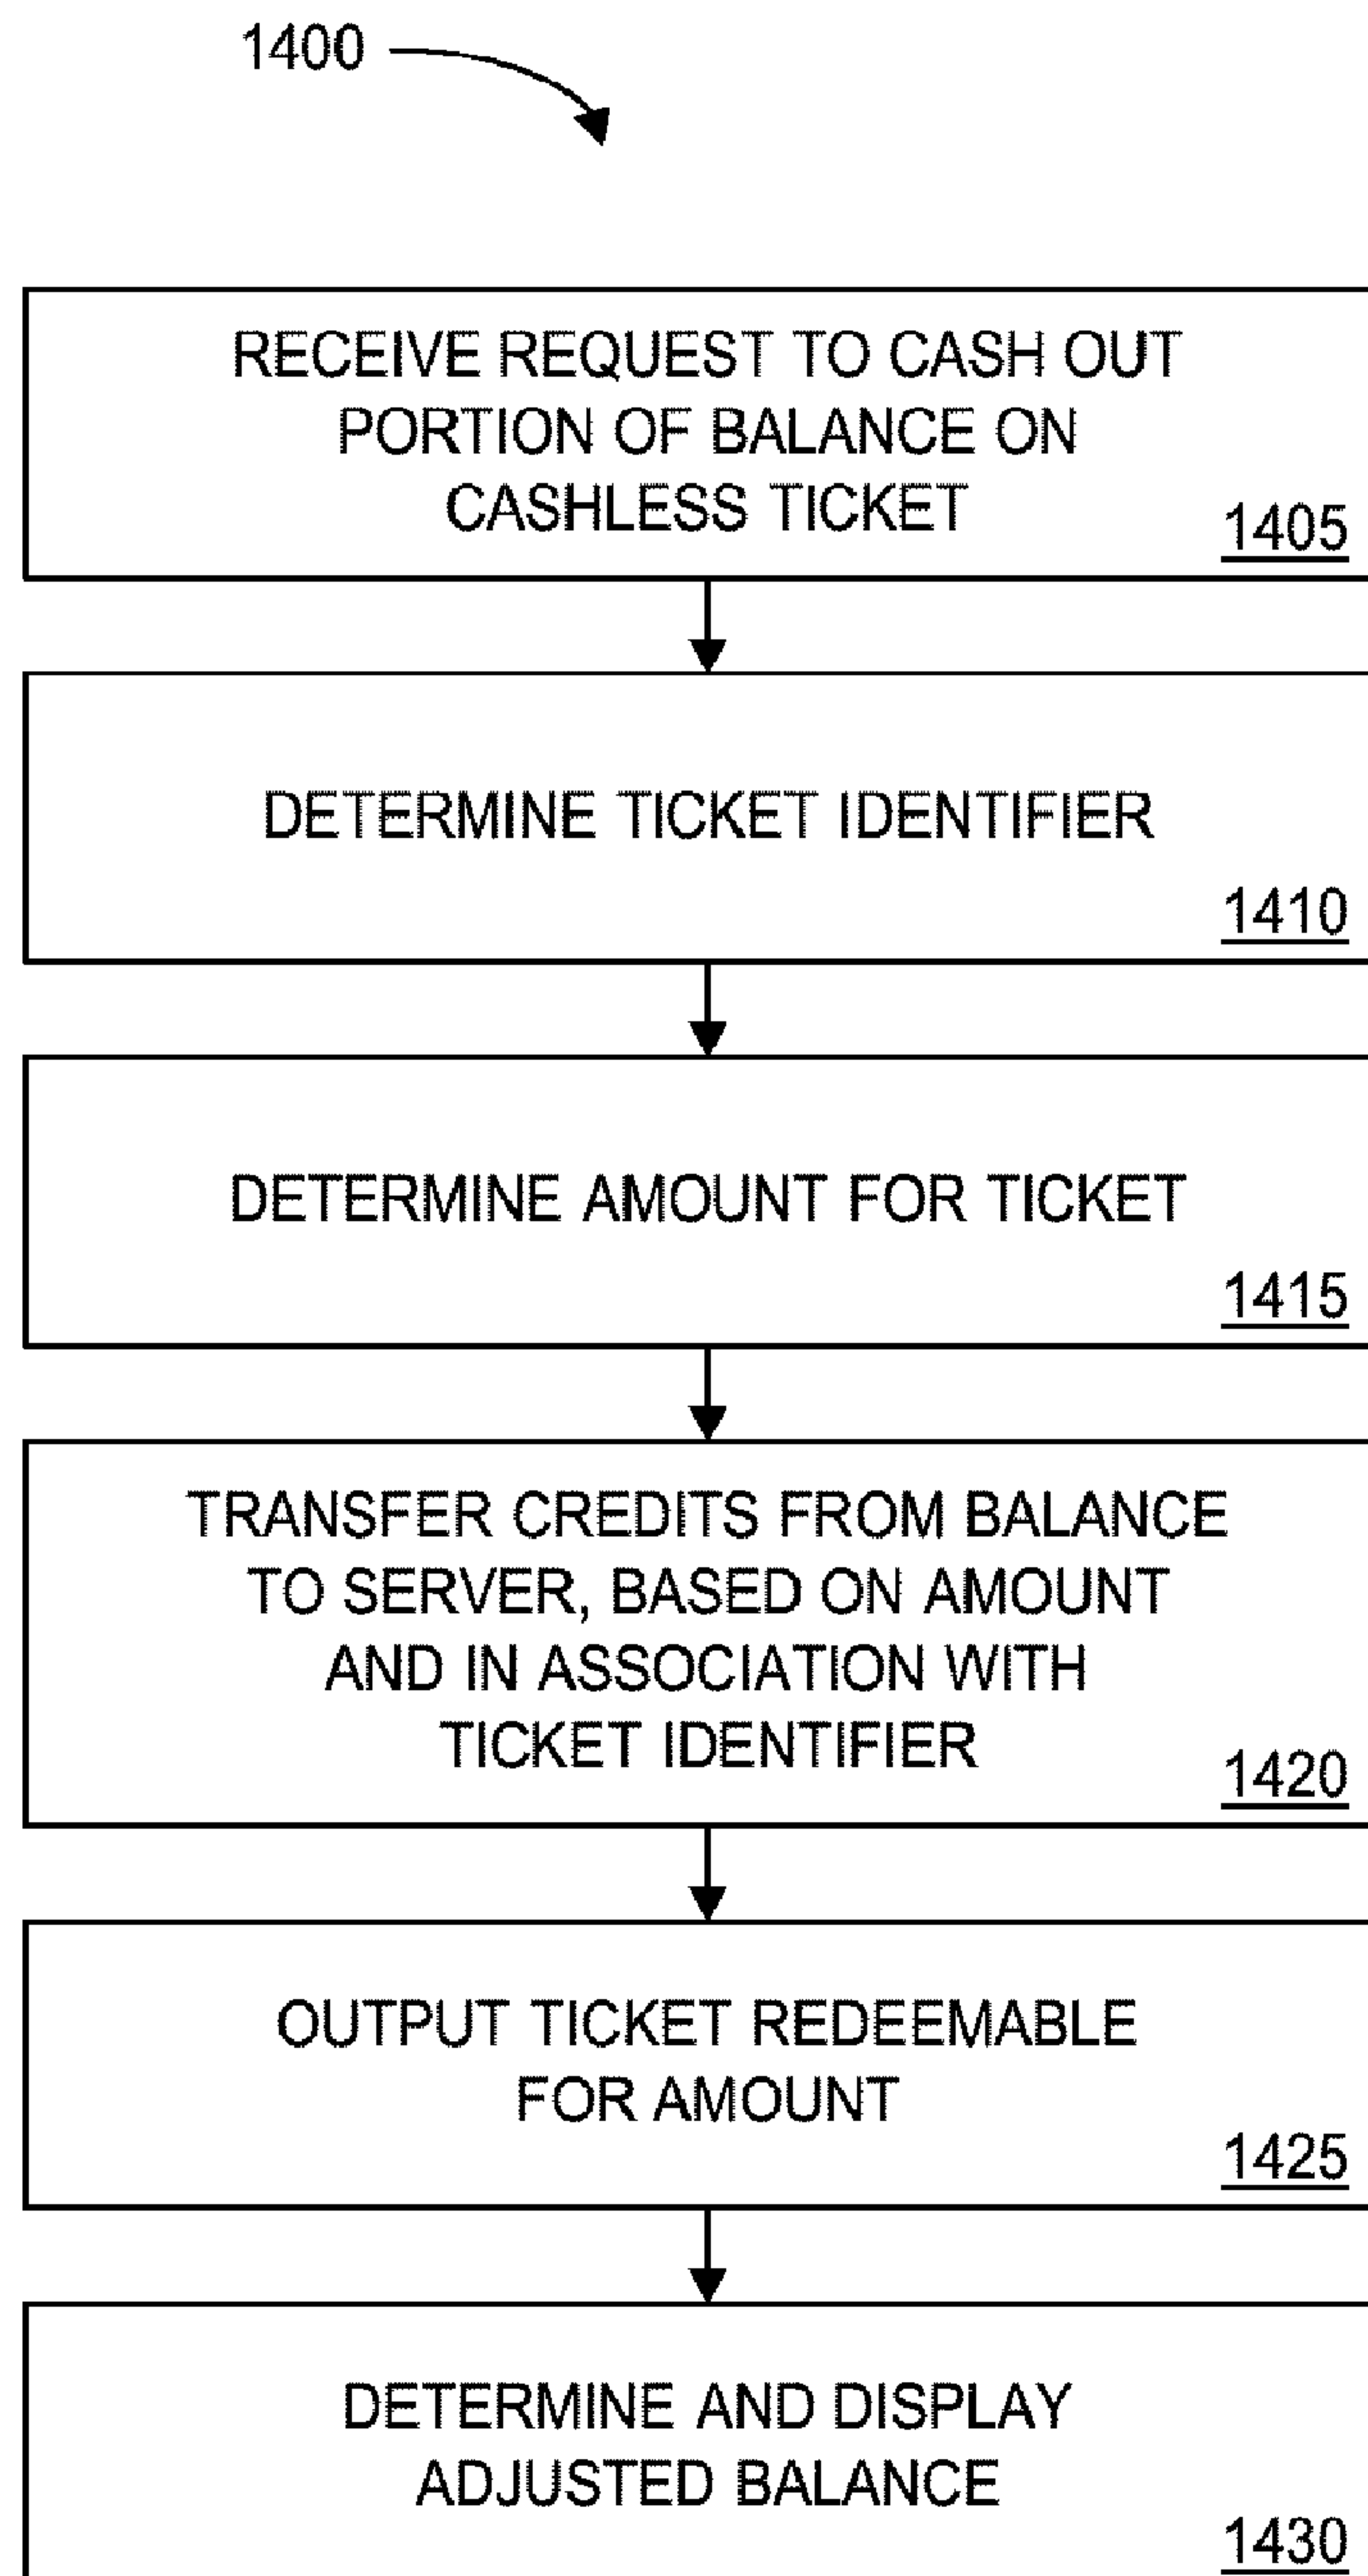 1400
RECEIVE REQUEST TO CASH OUT
PORTION OF BALANCE ON
CASHLESS TICKET
1405
DETERMINE TICKET IDENTIFIER
1410
DETERMINE AMOUNT FOR TICKET
1415
TRANSFER CREDITS FROM BALANCE
TO SERVER, BASED ON AMOUNT
AND IN ASSOCIATION WITH
TICKET IDENTIFIER
1420
OUTPUT TICKET REDEEMABLE
FOR AMOUNT
1425
DETERMINE AND DISPLAY
ADJUSTED BALANCE
1430